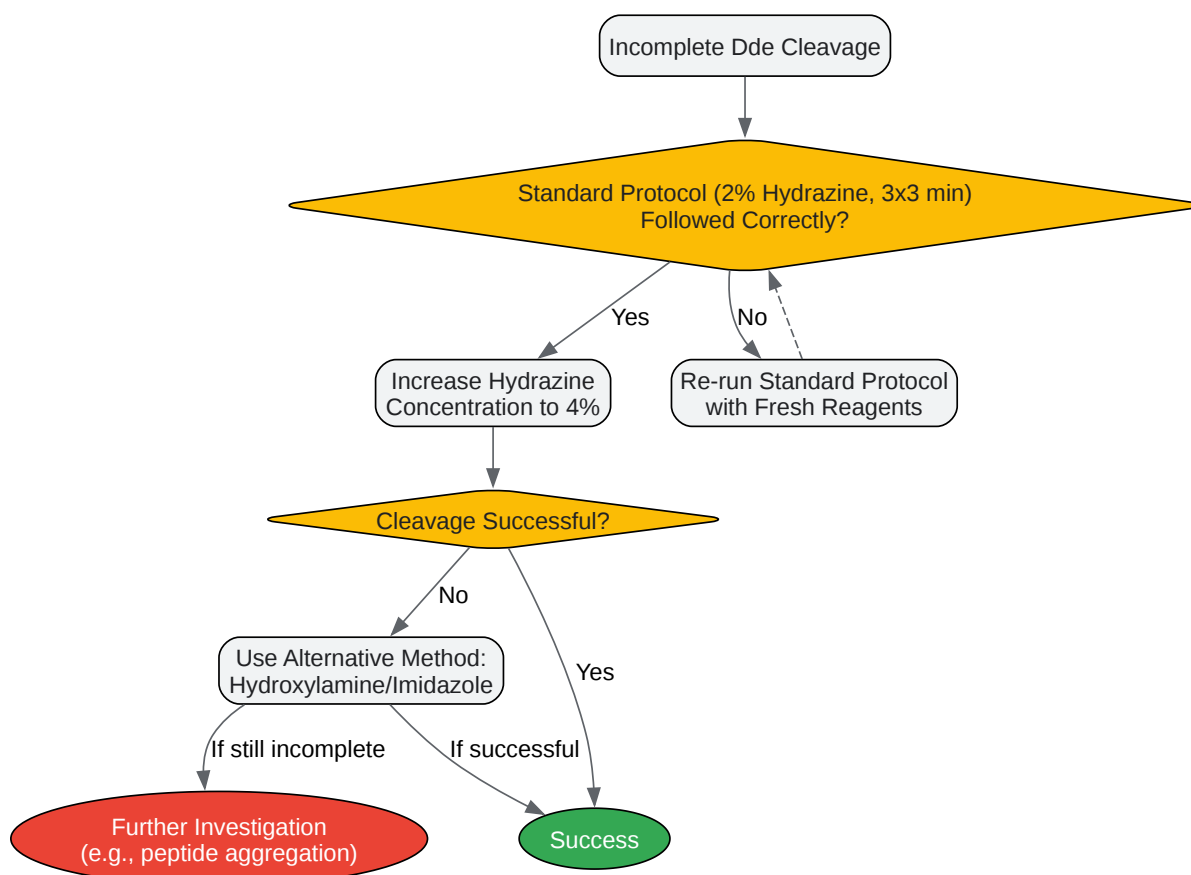 Incomplete Dde Cleavage
Standard Protocol (2% Hydrazine, 3x3 min)
Followed Correctly?
Yes
No
Increase Hydrazine
Concentration to 4%
Re-run Standard Protocol
with Fresh Reagents
Cleavage Successful?
No
Yes
Use Alternative Method:
Hydroxylamine/Imidazole
If still incomplete
If successful
Further Investigation
(e.g., peptide aggregation)
Success